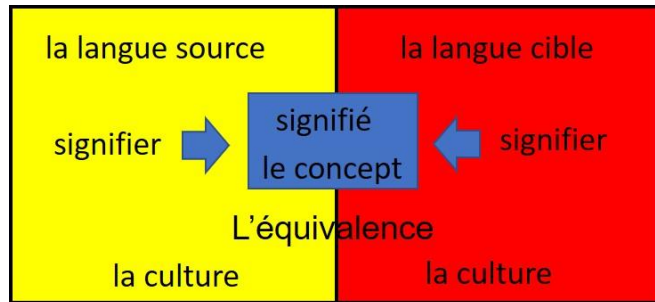 la langue source
la langue cible
signifier
signifié
le concept
signifier
L'équivalence
la culture
la culture